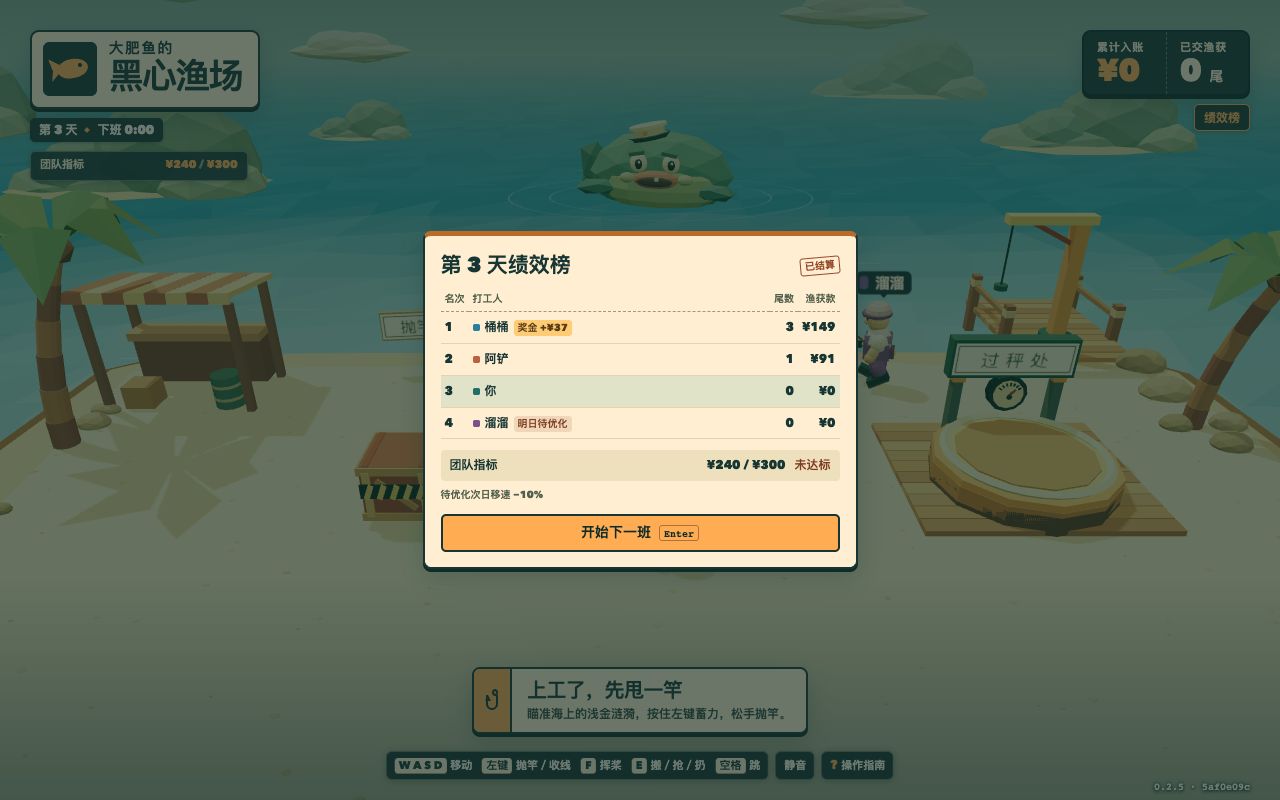 大肥鱼的
黑心渔场
第 3 天 • 下班 0:00
团队指标 ¥240 / ¥300
累计入账 已交渔获
¥0 0 尾
绩效榜
溜溜
抛竿
过秤处
第 3 天绩效榜 已结算
名次 打工人 尾数 渔获款
1 桶桶 奖金 +¥37 3 ¥149
2 阿铲 1 ¥91
3 你 0 ¥0
4 溜溜 明日待优化 0 ¥0
团队指标 ¥240 / ¥300 未达标
待优化次日移速 −10%
开始下一班 Enter
上工了，先甩一竿
瞄准海上的浅金涟漪，按住左键蓄力，松手抛竿。
W A S D 移动 左键 抛竿 / 收线 F 挥桨 E 搬 / 抢 / 扔 空格 跳 静音 ? 操作指南
0.2.5 · 5af0e09c